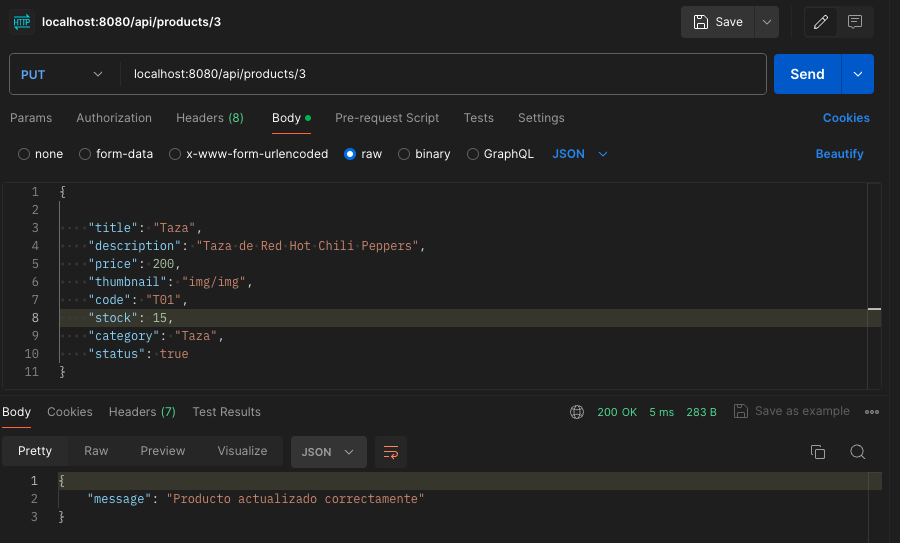 HTTP localhost:8080/api/products/3 Save
PUT localhost:8080/api/products/3 Send
Params Authorization Headers (8) Body Pre-request Script Tests Settings Cookies
none form-data x-www-form-urlencoded raw binary GraphQL JSON Beautify
1 {
2
3 "title": "Taza",
4 "description": "Taza de Red Hot Chili Peppers",
5 "price": 200,
6 "thumbnail": "img/img",
7 "code": "T01",
8 "stock": 15,
9 "category": "Taza",
10 "status": true
11 }
Body Cookies Headers (7) Test Results 200 OK 5 ms 283 B Save as example
Pretty Raw Preview Visualize JSON
1 {
2 "message": "Producto actualizado correctamente"
3 }